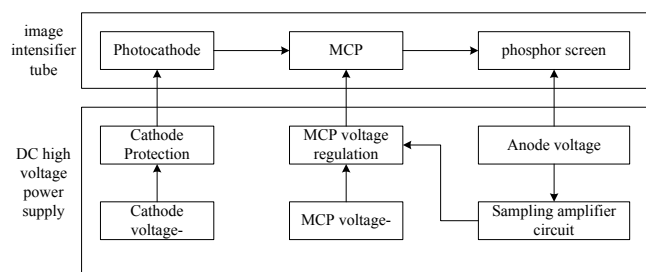 image
intensifier
tube
Photocathode
MCP
phosphor screen
DC high
voltage
power
supply
Cathode
Protection
MCP voltage
regulation
Anode voltage
Cathode
voltage-
MCP voltage-
Sampling amplifier
circuit